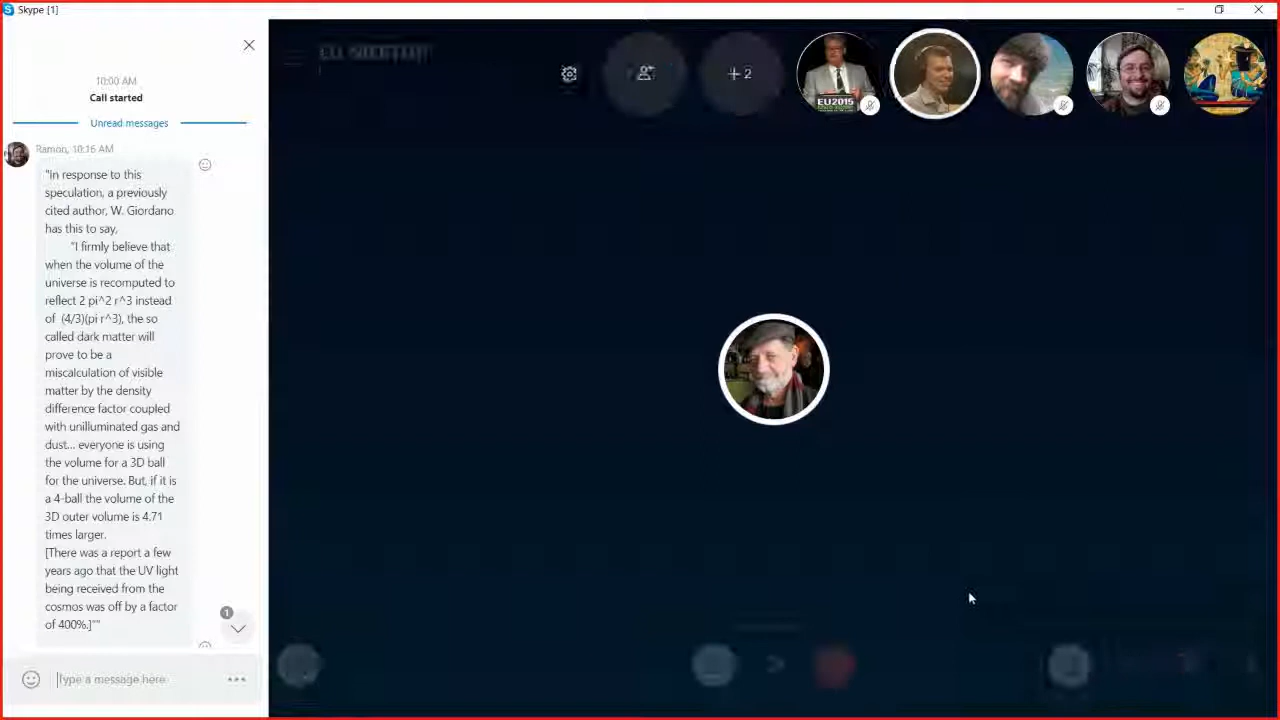 Skype [1]
10:00 AM
Call started
Unread messages
Ramon, 10:16 AM
"In response to this
speculation, a previously
cited author, W. Giordano
has this to say,
"I firmly believe that
when the volume of the
universe is recomputed to
reflect 2 pi^2 r^3 instead
of (4/3)(pi r^3), the so
called dark matter will
prove to be a
miscalculation of visible
matter by the density
difference factor coupled
with unilluminated gas and
dust... everyone is using
the volume for a 3D ball
for the universe. But, if it is
a 4-ball the volume of the
3D outer volume is 4.71
times larger.
[There was a report a few
years ago that the UV light
being received from the
cosmos was off by a factor
of 400%.]""
1
Type a message here
EU MEETUP
+2
EU2015